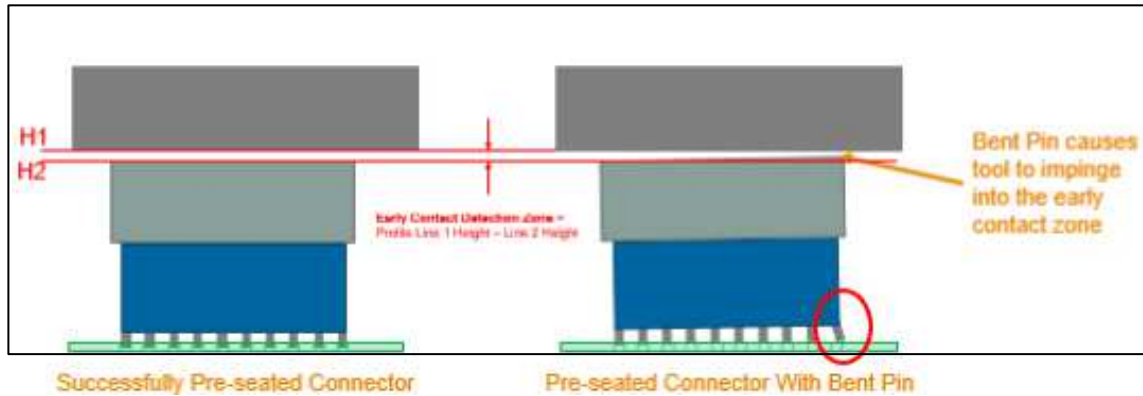 H1
H2
Early Contact Detection Zone =
Profile Line 1 Height – Line 2 Height
Bent Pin causes
tool to impinge
into the early
contact zone
Successfully Pre-seated Connector
Pre-seated Connector With Bent Pin